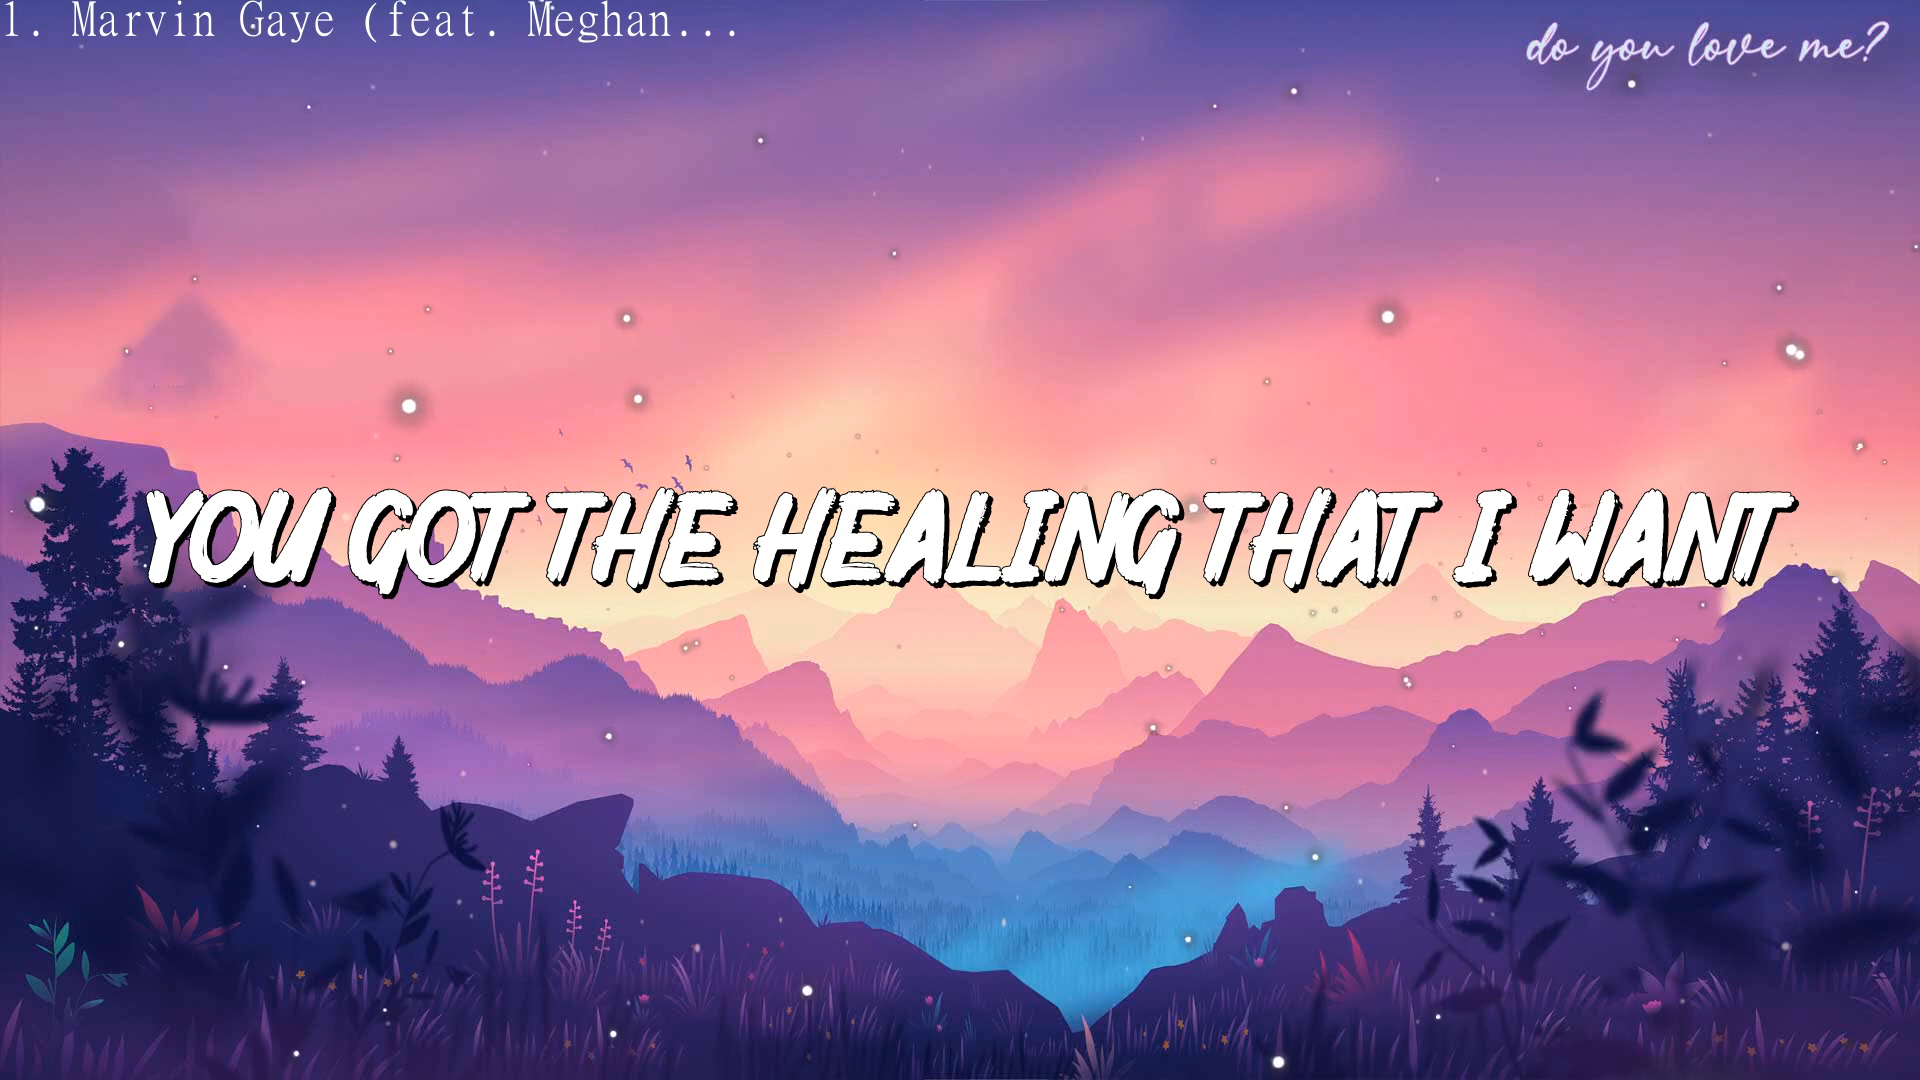 1. Marvin Gaye (feat. Meghan...
do you love me?
YOU GOT THE HEALING THAT I WANT